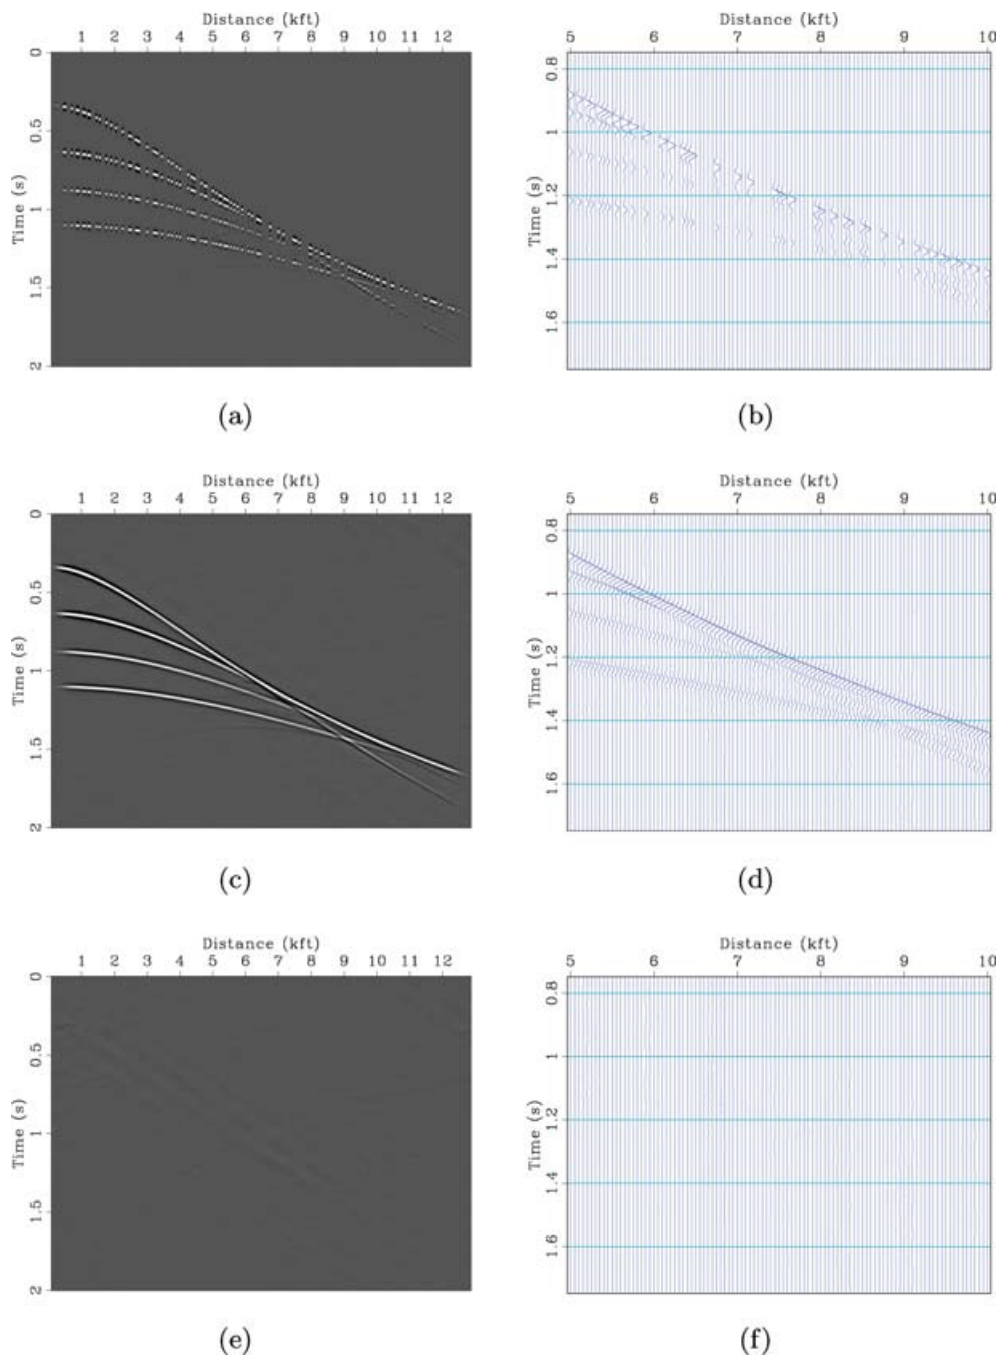 Distance (kft)
1 2 3 4 5 6 7 8 9 10 11 12
Time (s)
0 0.5 1 1.5 2
(a)
Distance (kft)
5 6 7 8 9 10
Time (s)
0.8 1 1.2 1.4 1.6
(b)
Distance (kft)
1 2 3 4 5 6 7 8 9 10 11 12
Time (s)
0 0.5 1 1.5 2
(c)
Distance (kft)
5 6 7 8 9 10
Time (s)
0.8 1 1.2 1.4 1.6
(d)
Distance (kft)
1 2 3 4 5 6 7 8 9 10 11 12
Time (s)
0 0.5 1 1.5 2
(e)
Distance (kft)
5 6 7 8 9 10
Time (s)
0.8 1 1.2 1.4 1.6
(f)